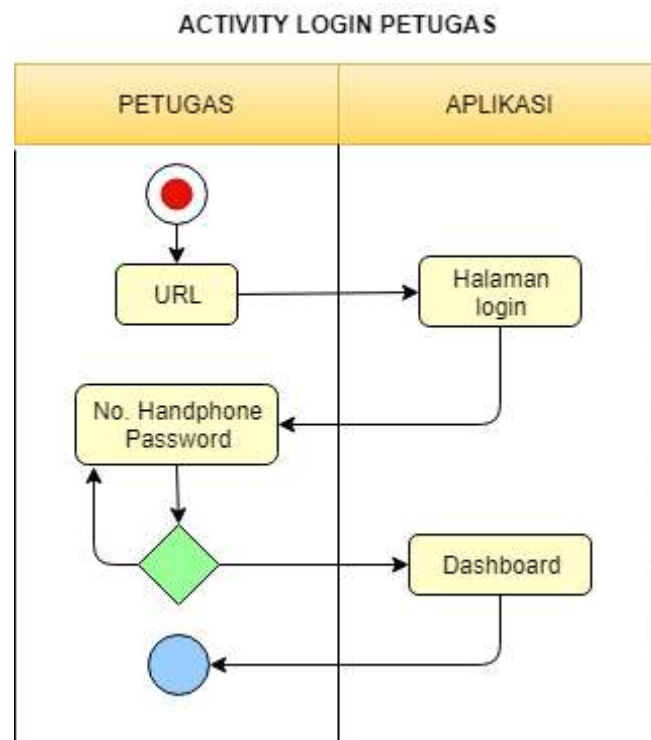 ACTIVITY LOGIN PETUGAS
PETUGAS
APLIKASI
URL
Halaman
login
No. Handphone
Password
Dashboard